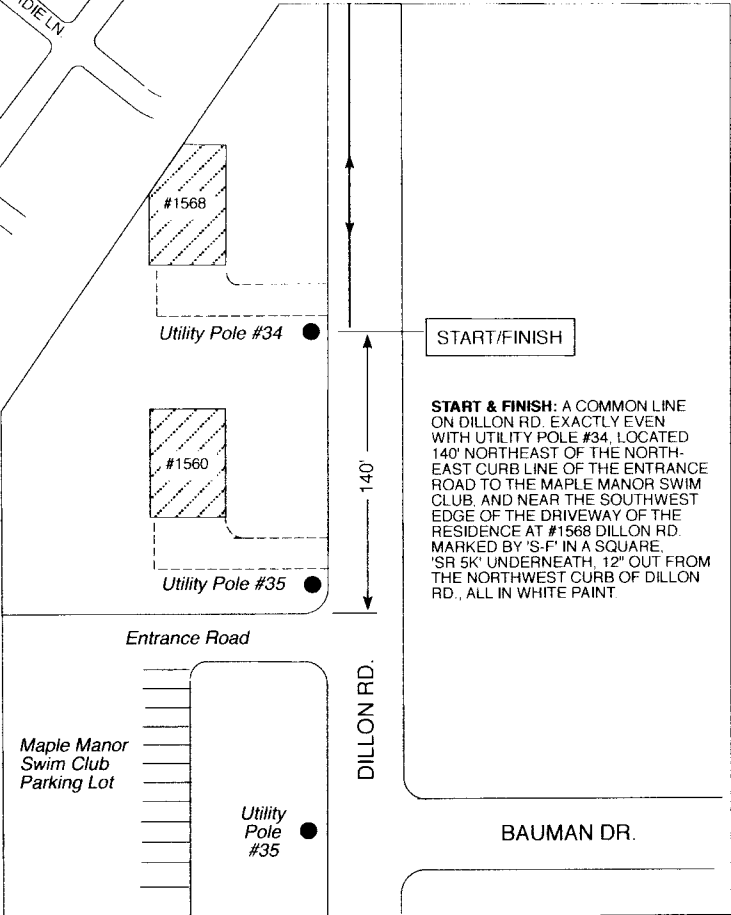 DIE LN.
#1568
Utility Pole #34
START/FINISH
START & FINISH: A COMMON LINE
ON DILLON RD. EXACTLY EVEN
WITH UTILITY POLE #34, LOCATED
140' NORTHEAST OF THE NORTH-
EAST CURB LINE OF THE ENTRANCE
ROAD TO THE MAPLE MANOR SWIM
CLUB, AND NEAR THE SOUTHWEST
EDGE OF THE DRIVEWAY OF THE
RESIDENCE AT #1568 DILLON RD.
MARKED BY 'S-F' IN A SQUARE,
'SR 5K' UNDERNEATH, 12" OUT FROM
THE NORTHWEST CURB OF DILLON
RD., ALL IN WHITE PAINT.
#1560
140'
Utility Pole #35
Entrance Road
DILLON RD.
Maple Manor
Swim Club
Parking Lot
Utility
Pole
#35
BAUMAN DR.